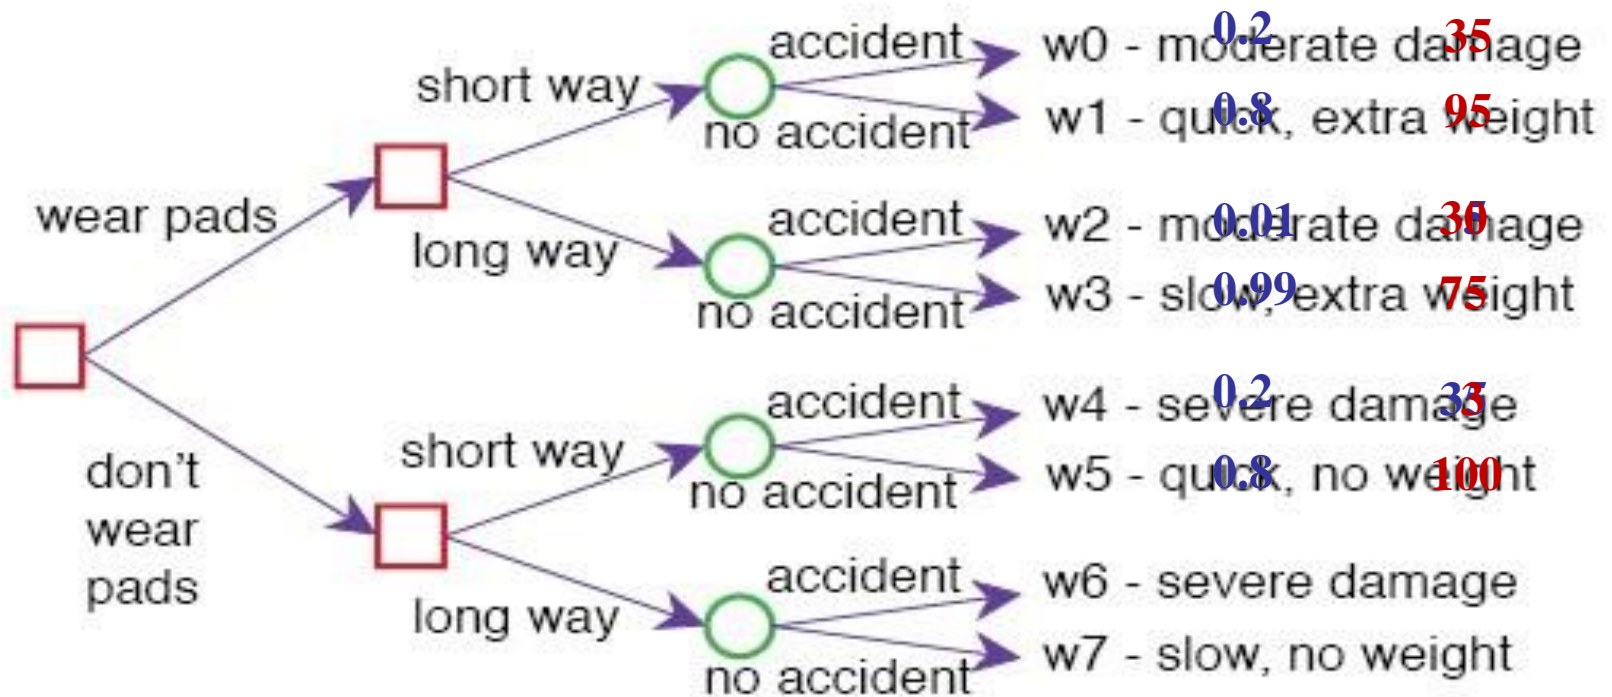 accident
w0 - moderate damage 0.2 35
short way
no accident
w1 - quick, extra weight 0.8 95
wear pads
accident
w2 - moderate damage 0.01 30
long way
no accident
w3 - slow, extra weight 0.99 75
accident
w4 - severe damage 0.2
short way
no accident
w5 - quick, no weight 0.8 100
don't
wear
pads
accident
w6 - severe damage
long way
no accident
w7 - slow, no weight